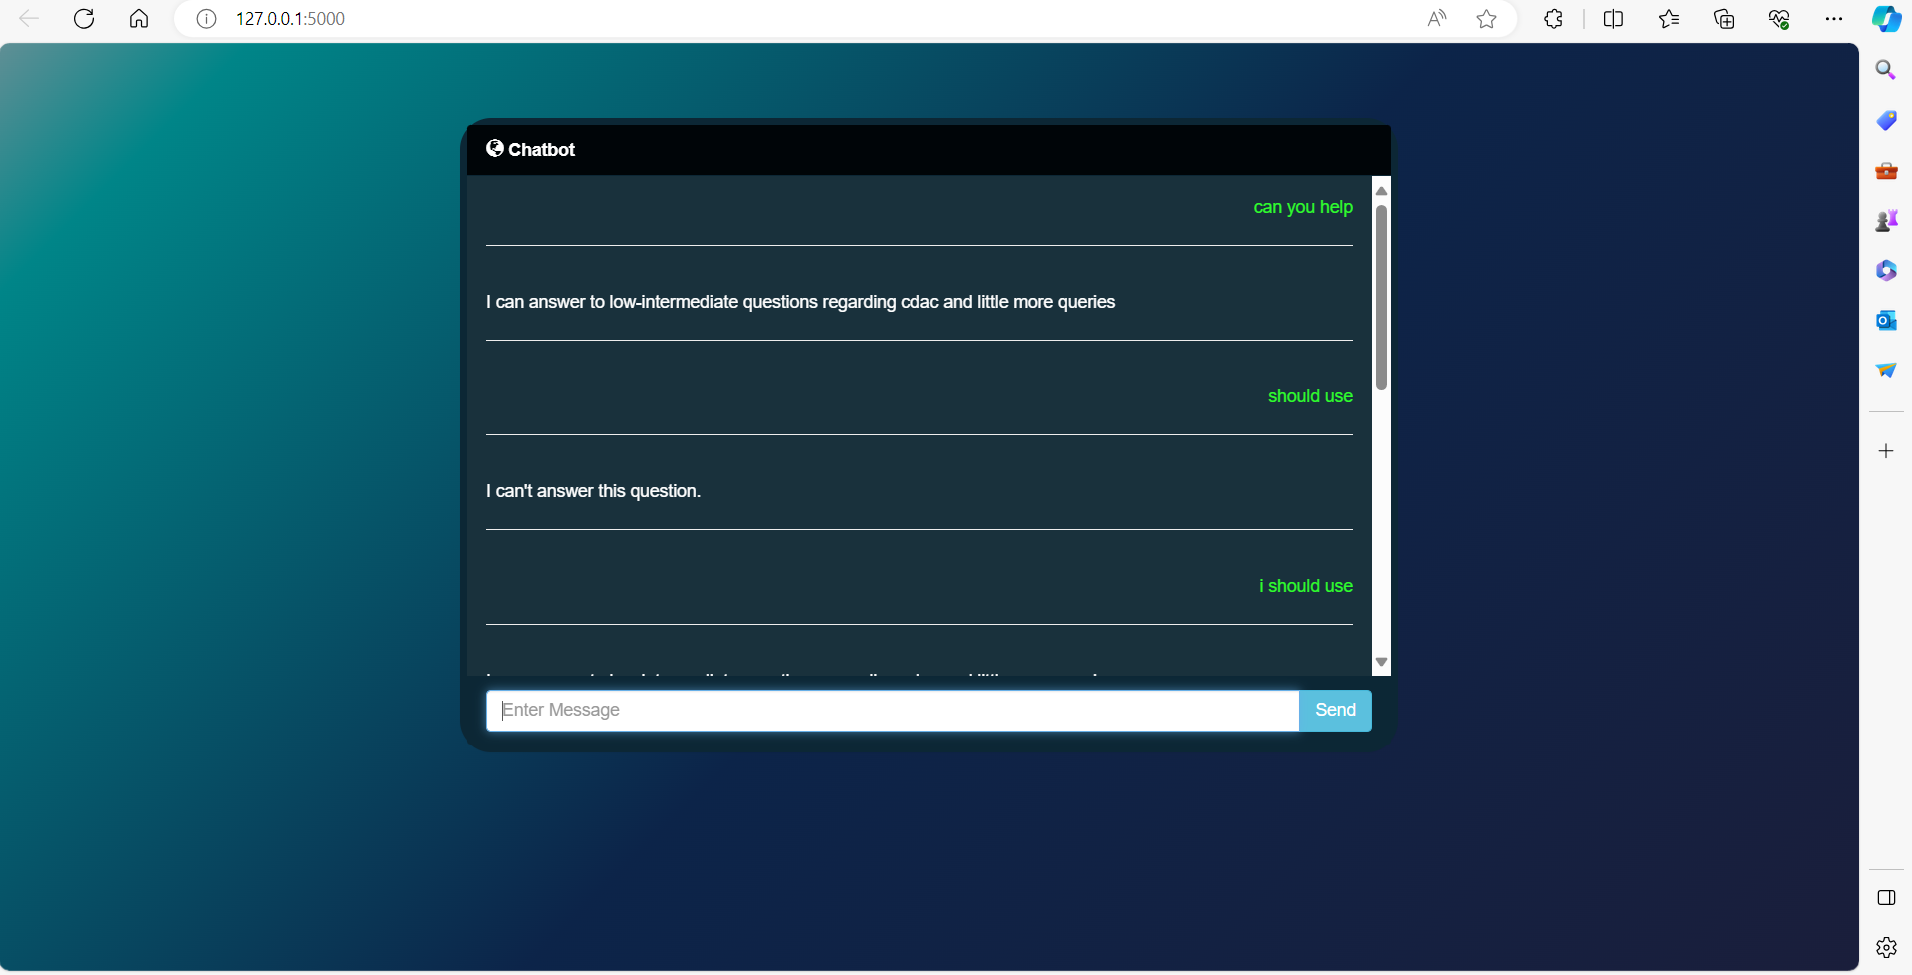 127.0.0.1:5000
Chatbot
can you help
I can answer to low-intermediate questions regarding cdac and little more queries
should use
I can't answer this question.
i should use
Enter Message
Send